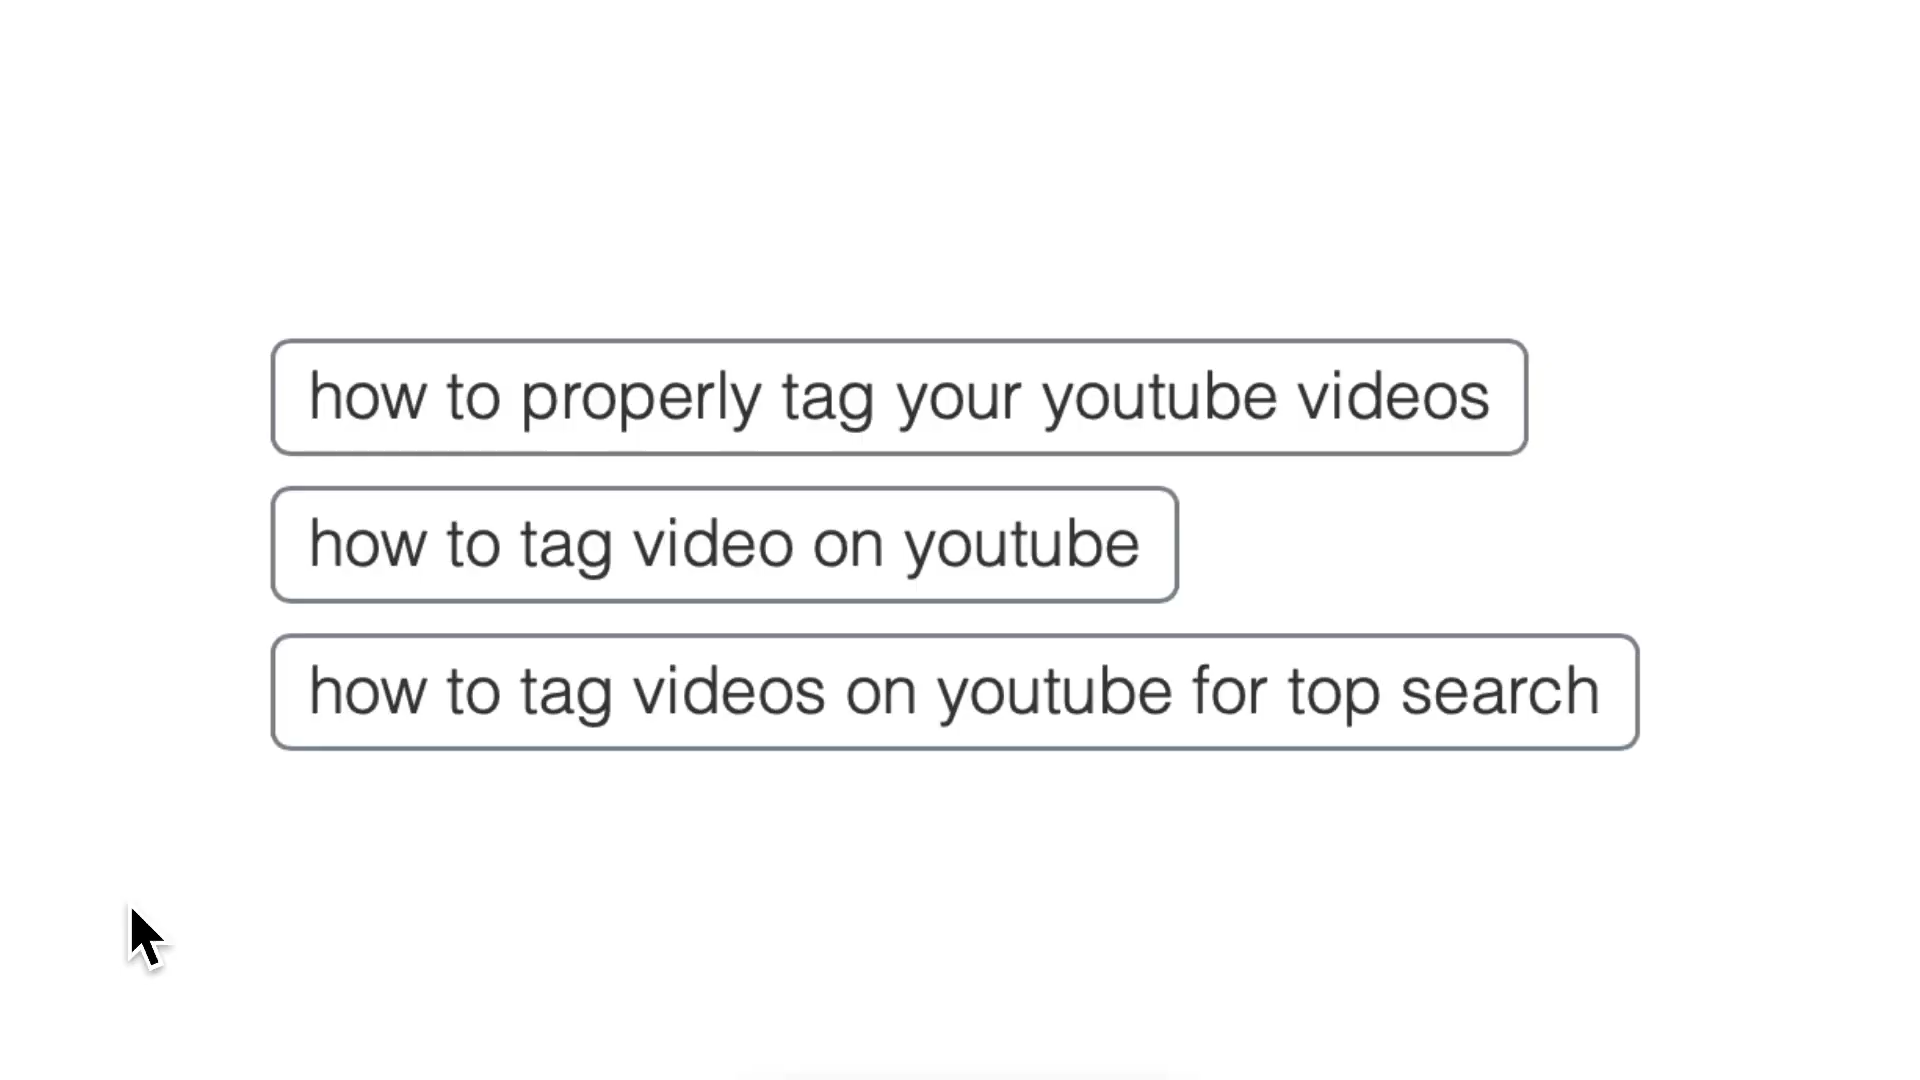 how to properly tag your youtube videos
how to tag video on youtube
how to tag videos on youtube for top search